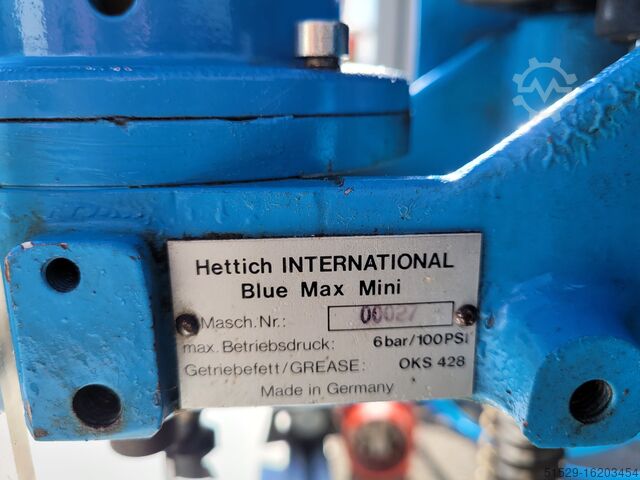 Hettich INTERNATIONAL
Blue Max Mini
Masch.Nr.: 00027
max. Betriebsdruck: 6bar/100PSI
Getriebefett/GREASE: OKS 428
Made in Germany
51529-16203454